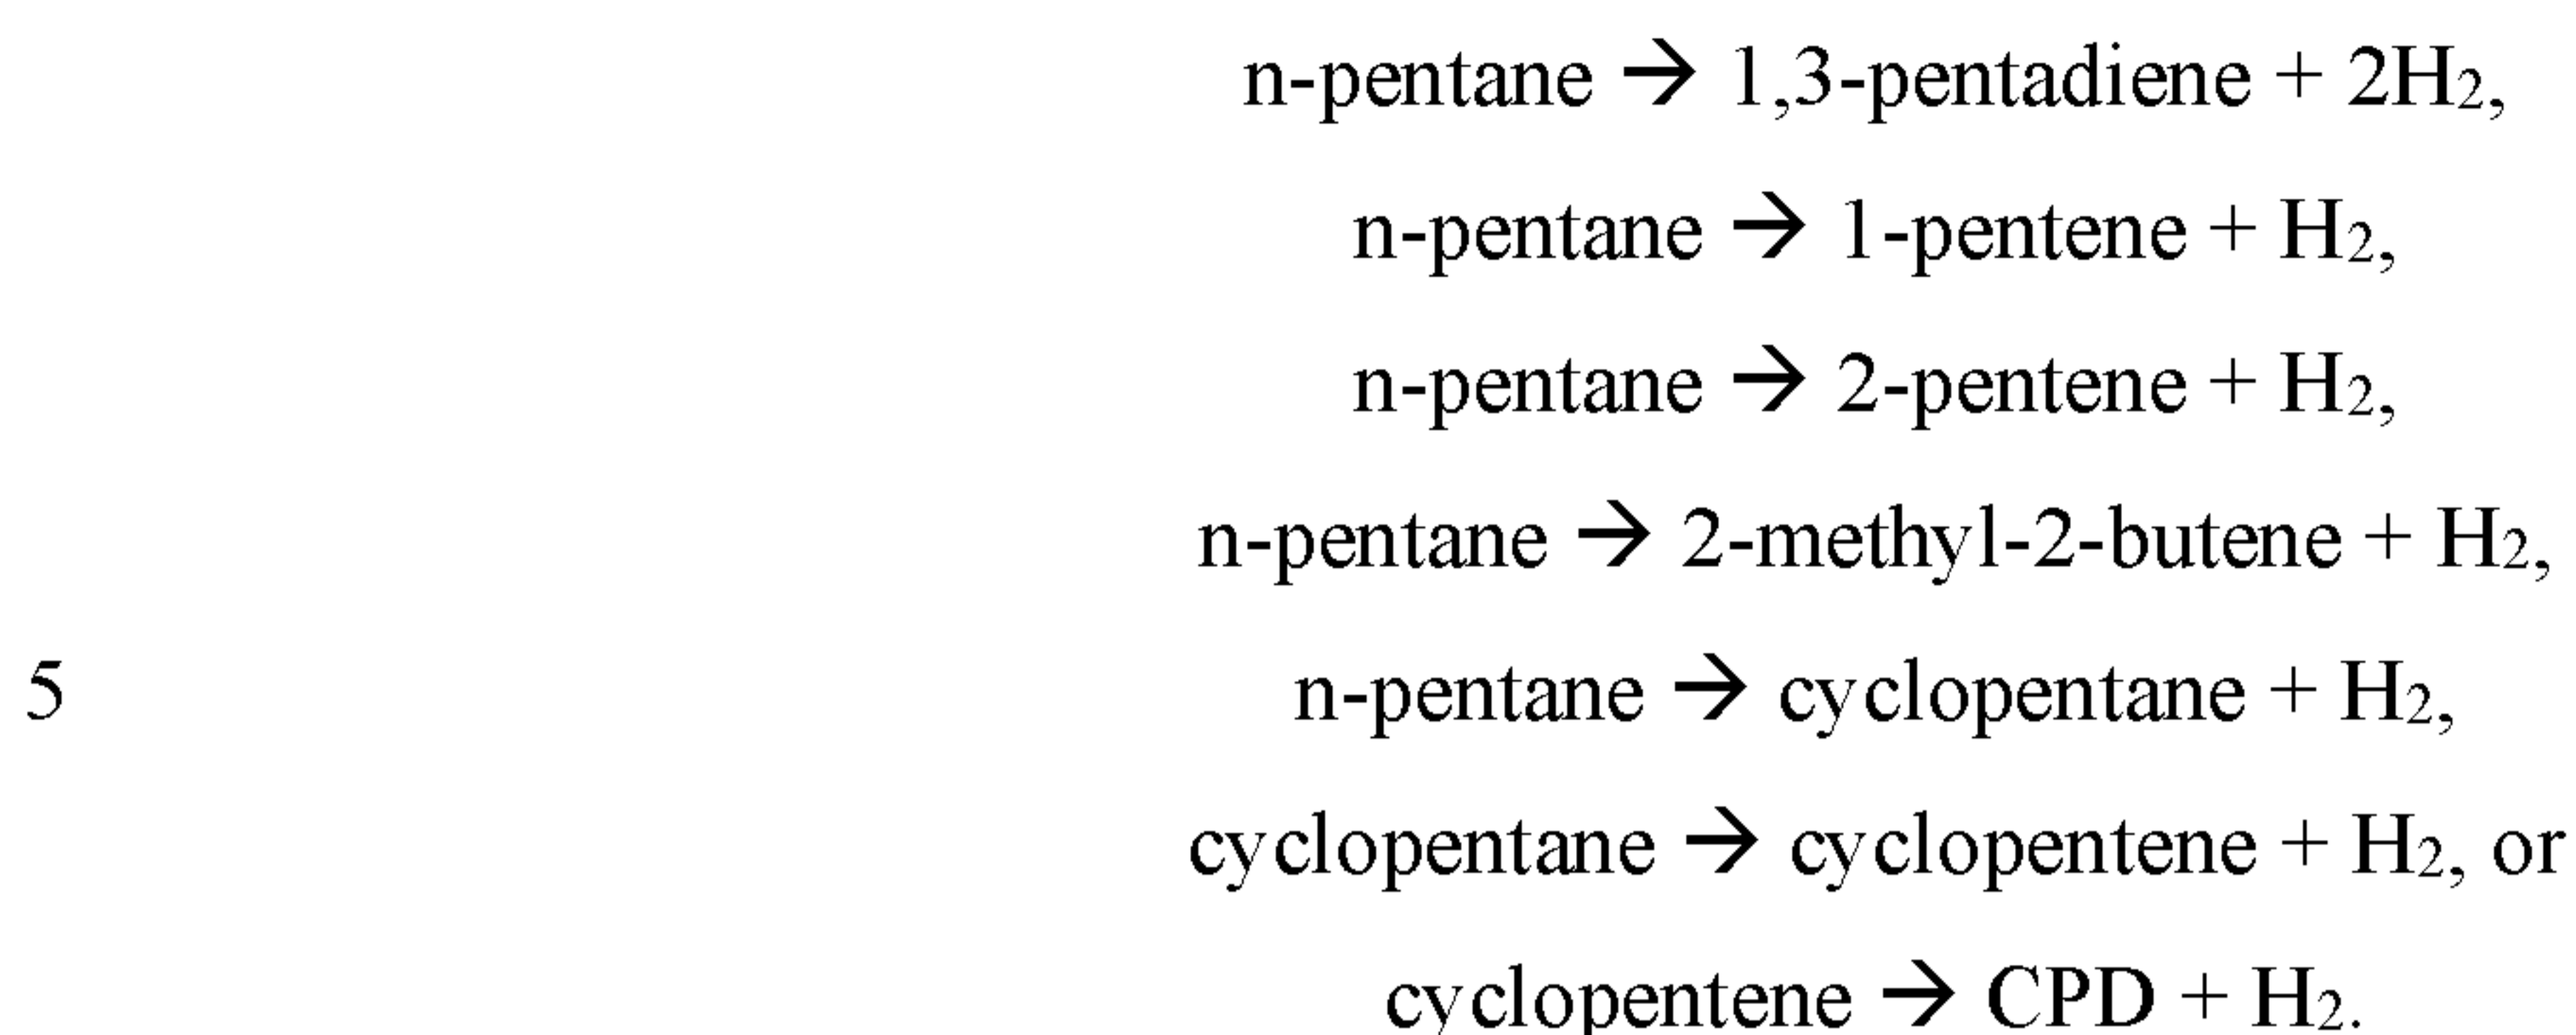 n-pentane → 1,3-pentadiene + 2H₂,
n-pentane → 1-pentene + H₂,
n-pentane → 2-pentene + H₂,
n-pentane → 2-methyl-2-butene + H₂,
5 n-pentane → cyclopentane + H₂,
cyclopentane → cyclopentene + H₂, or
cyclopentene → CPD + H₂.